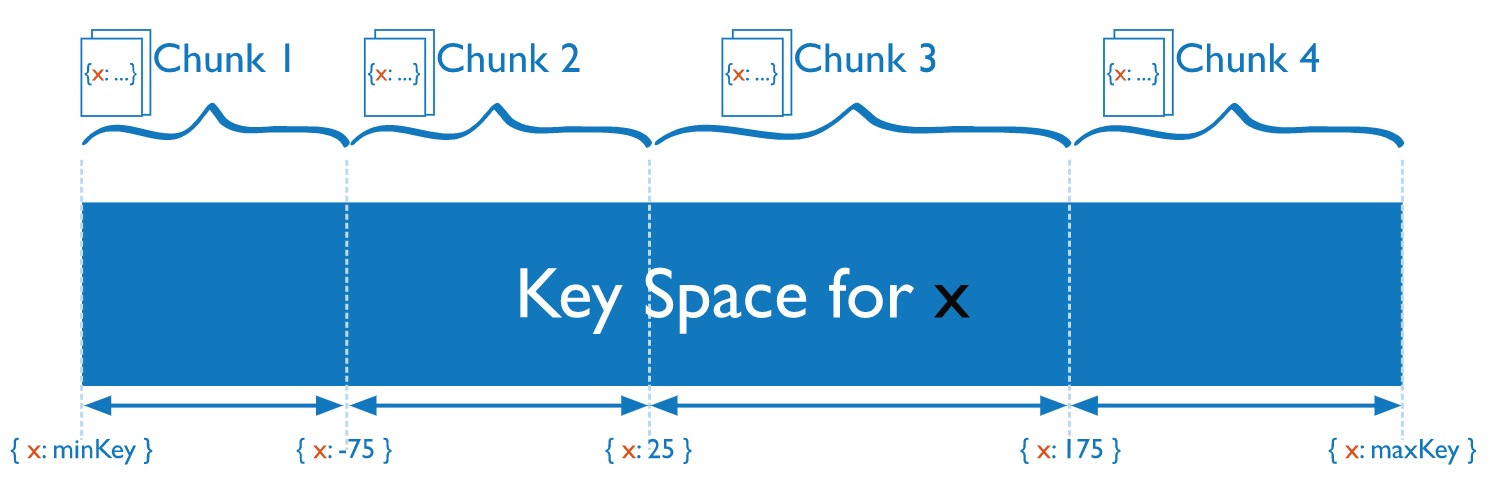 {x: ...} Chunk 1
{x: ...} Chunk 2
{x: ...} Chunk 3
{x: ...} Chunk 4
Key Space for x
{ x: minKey }
{ x: -75 }
{ x: 25 }
{ x: 175 }
{ x: maxKey }